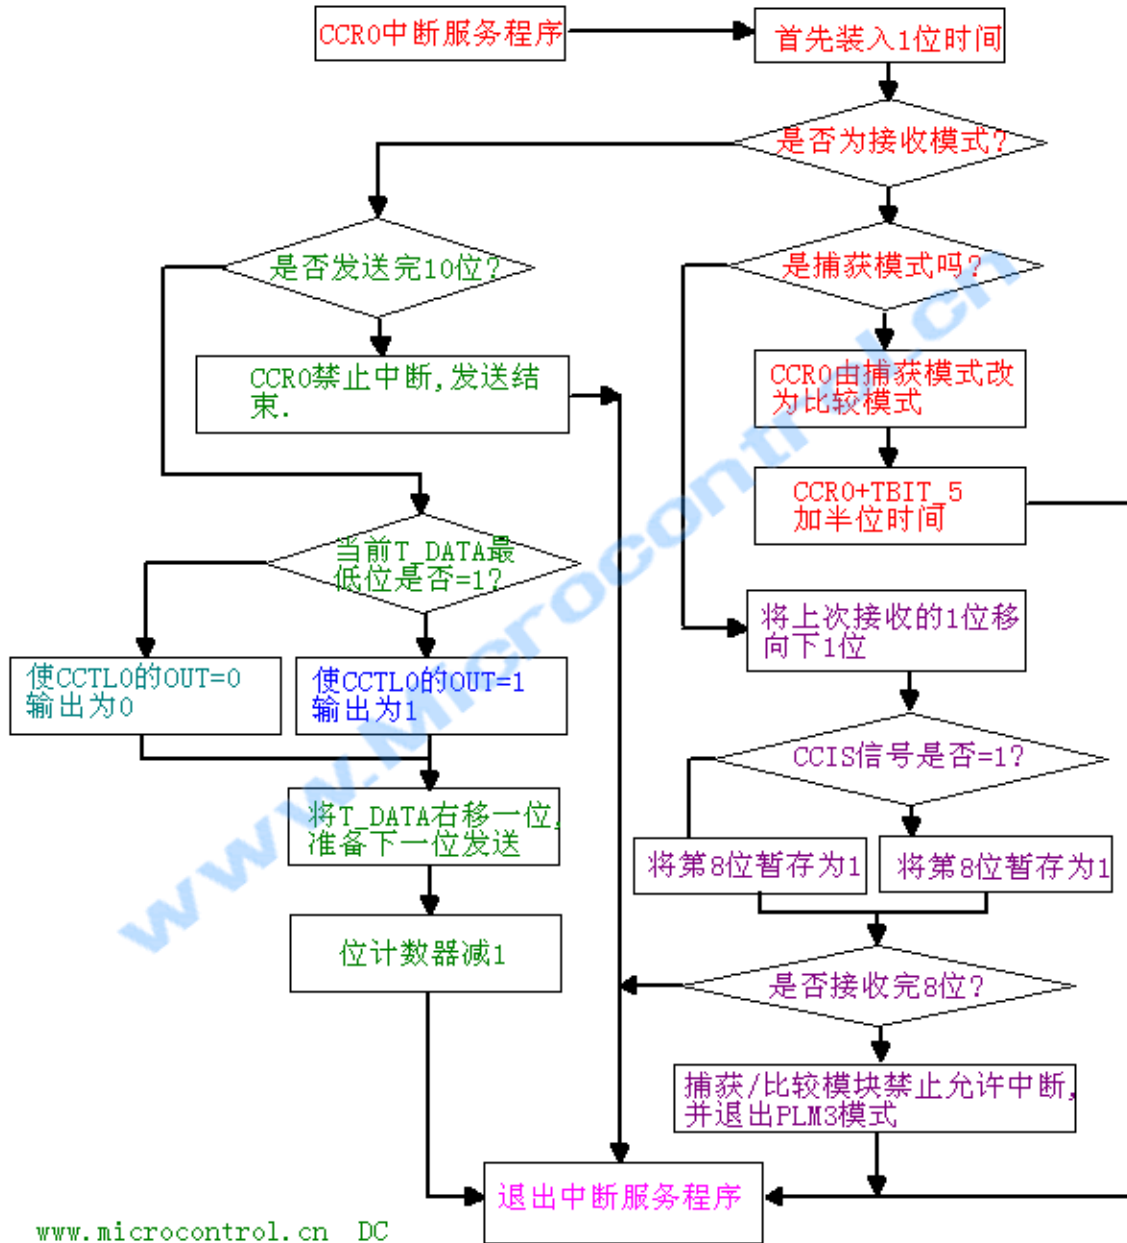 CCR0中断服务程序
首先装入1位时间
是否为接收模式?
是否发送完10位?
是捕获模式吗?
CCR0禁止中断,发送结
束.
CCR0由捕获模式改
为比较模式
CCR0+TBIT_5
加半位时间
当前T_DATA最
低位是否=1?
将上次接收的1位移
向下1位
使CCTL0的OUT=0
输出为0
使CCTL0的OUT=1
输出为1
CCIS信号是否=1?
将T_DATA右移一位,
准备下一位发送
将第8位暂存为1
将第8位暂存为1
位计数器减1
是否接收完8位?
捕获/比较模块禁止允许中断,
并退出PLM3模式
退出中断服务程序
www.microcontrol.cn DC
www.Microcontrol.cn